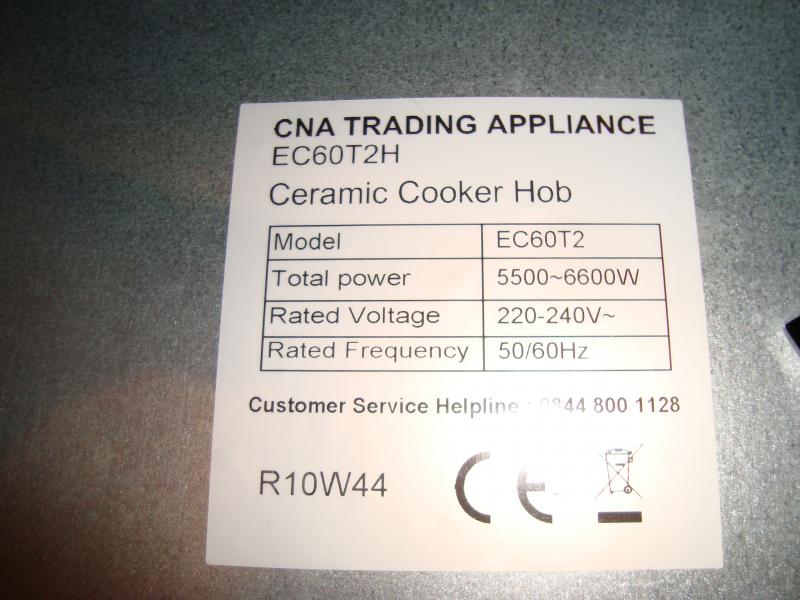 CNA TRADING APPLIANCE
EC60T2H
Ceramic Cooker Hob
Model EC60T2
Total power 5500~6600W
Rated Voltage 220-240V~
Rated Frequency 50/60Hz
Customer Service Helpline : 0844 800 1128
R10W44 CE